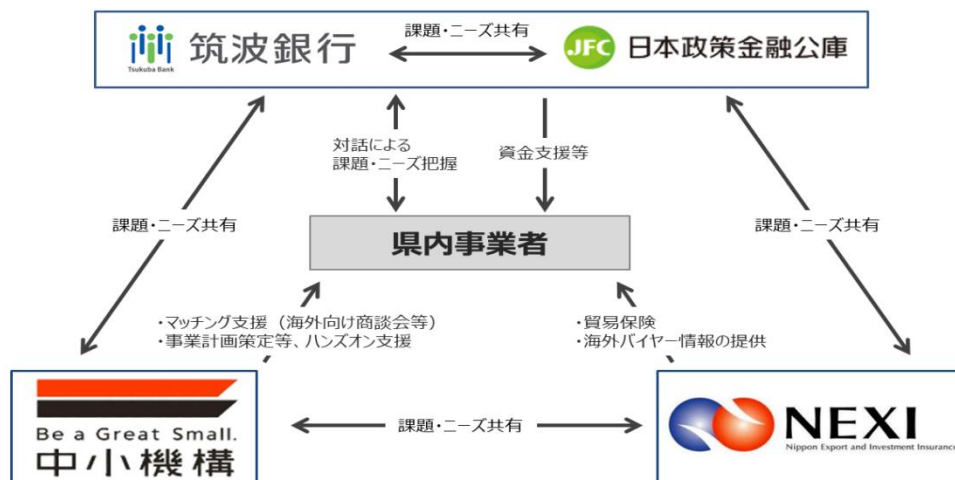 課題・ニーズ共有
筑波銀行
Tsukuba Bank
JFC 日本政策金融公庫
対話による
課題・ニーズ把握
資金支援等
課題・ニーズ共有
課題・ニーズ共有
県内事業者
・マッチング支援（海外向け商談会等）
・事業計画策定等、ハンズオン支援
・貿易保険
・海外バイヤー情報の提供
Be a Great Small.
中小機構
課題・ニーズ共有
NEXI
Nippon Export and Investment Insurance